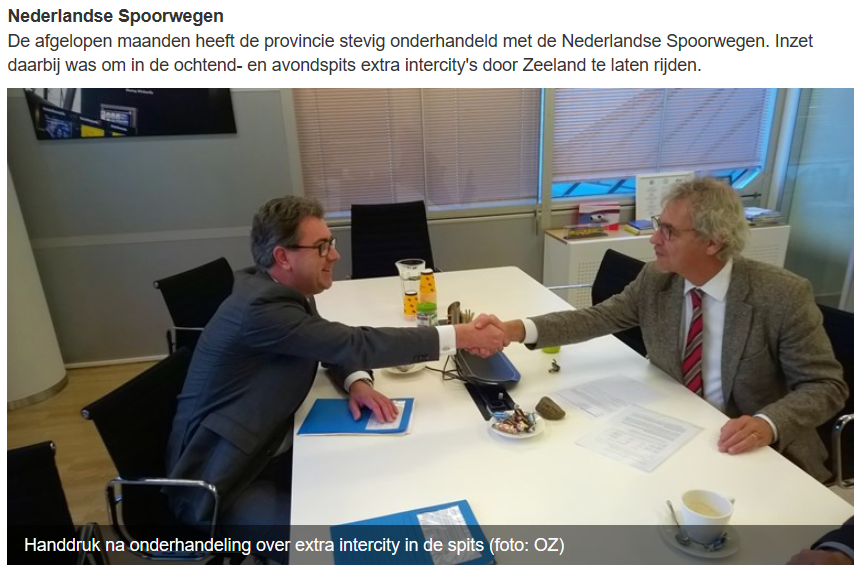 Nederlandse Spoorwegen
De afgelopen maanden heeft de provincie stevig onderhandeld met de Nederlandse Spoorwegen. Inzet
daarbij was om in de ochtend- en avondspits extra intercity's door Zeeland te laten rijden.
Handdruk na onderhandeling over extra intercity in de spits (foto: OZ)